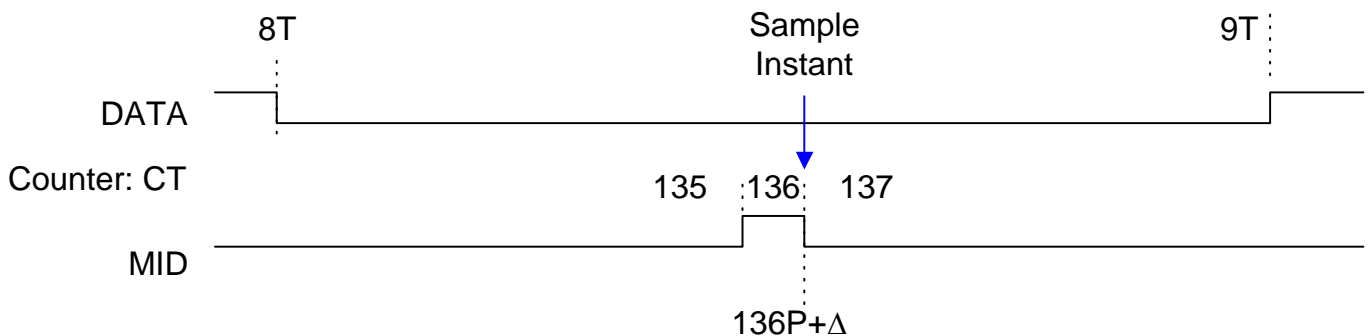 8T
Sample
Instant
9T
DATA
Counter: CT
135 136 137
MID
136P+Δ